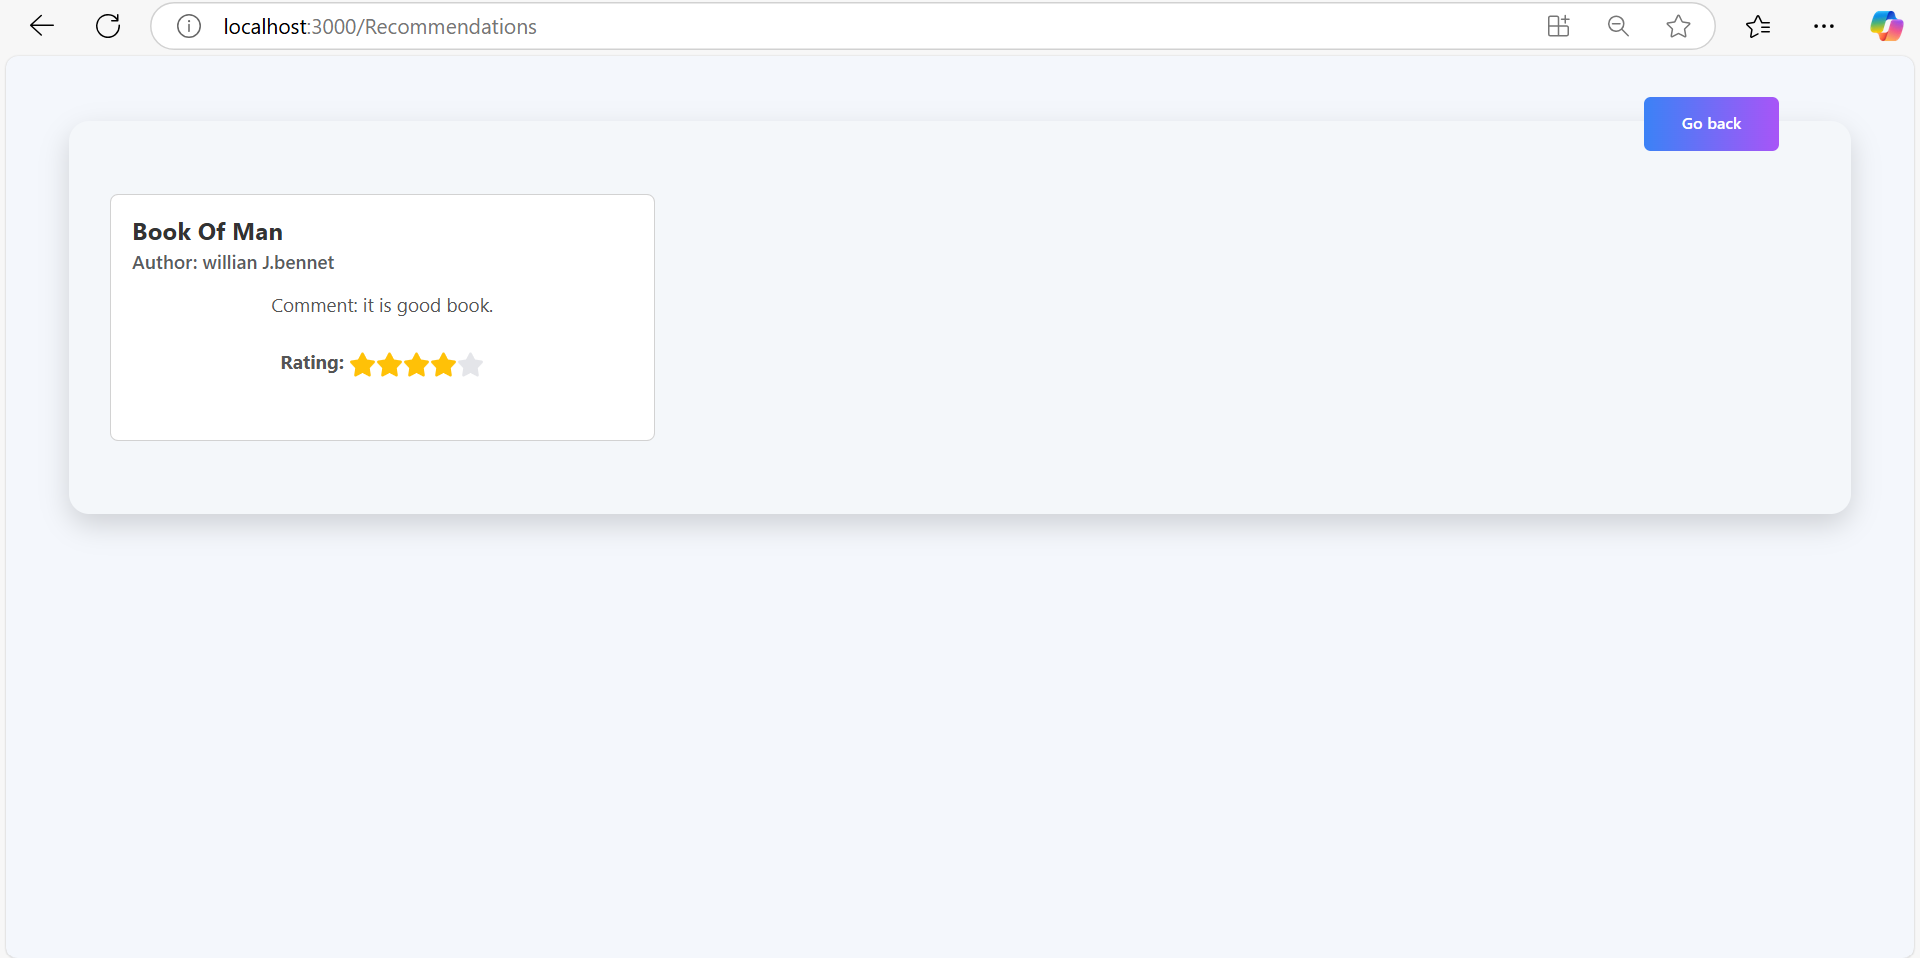 localhost:3000/Recommendations
Go back
Book Of Man
Author: willian J.bennet
Comment: it is good book.
Rating: